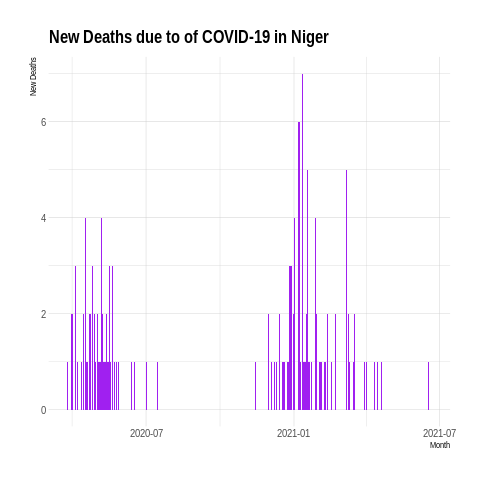 New Deaths due to of COVID-19 in Niger
New Deaths
6
4
2
0
2020-07 2021-01 2021-07
Month